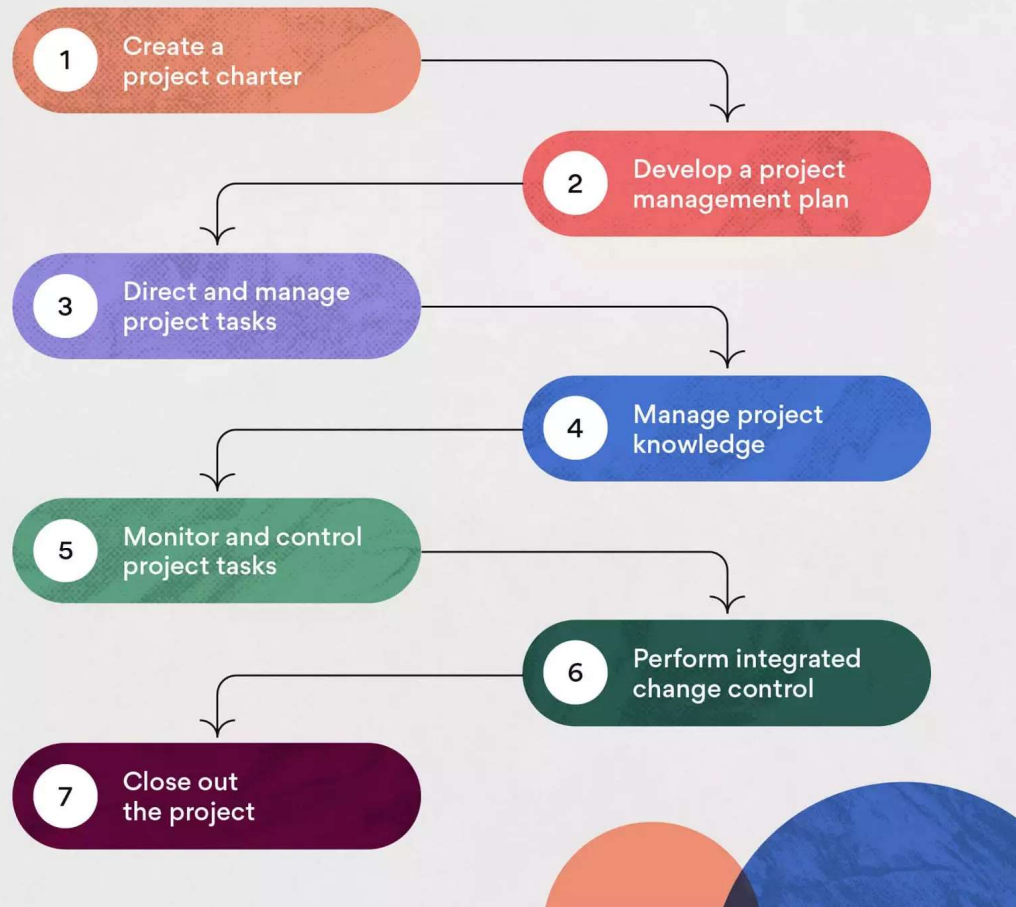 1
Create a
project charter
2
Develop a project
management plan
3
Direct and manage
project tasks
4
Manage project
knowledge
5
Monitor and control
project tasks
6
Perform integrated
change control
7
Close out
the project